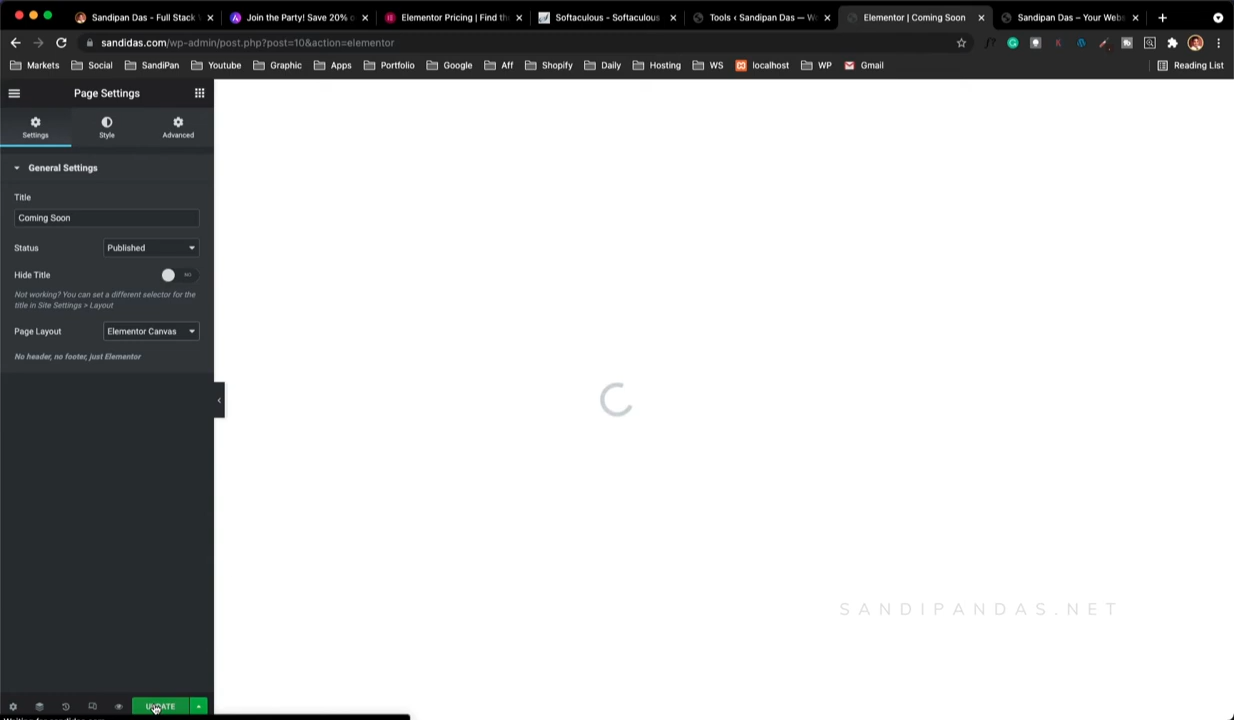 Sandipan Das - Full Stack
Join the Party! Save 20% o
Elementor Pricing | Find th
Softaculous - Softaculous
Tools ‹ Sandipan Das — W
Elementor | Coming Soon
Sandipan Das – Your Web
sandidas.com/wp-admin/post.php?post=10&action=elementor
Markets
Social
SandiPan
Youtube
Graphic
Apps
Portfolio
Google
Aff
Shopify
Daily
Hosting
WS
localhost
WP
Gmail
Reading List
Page Settings
Settings
Style
Advanced
General Settings
Title
Coming Soon
Status
Published
Hide Title
NO
Not working? You can set a different selector for the
title in Site Settings > Layout
Page Layout
Elementor Canvas
No header, no footer, just Elementor
SANDIPANDAS.NET
UPDATE